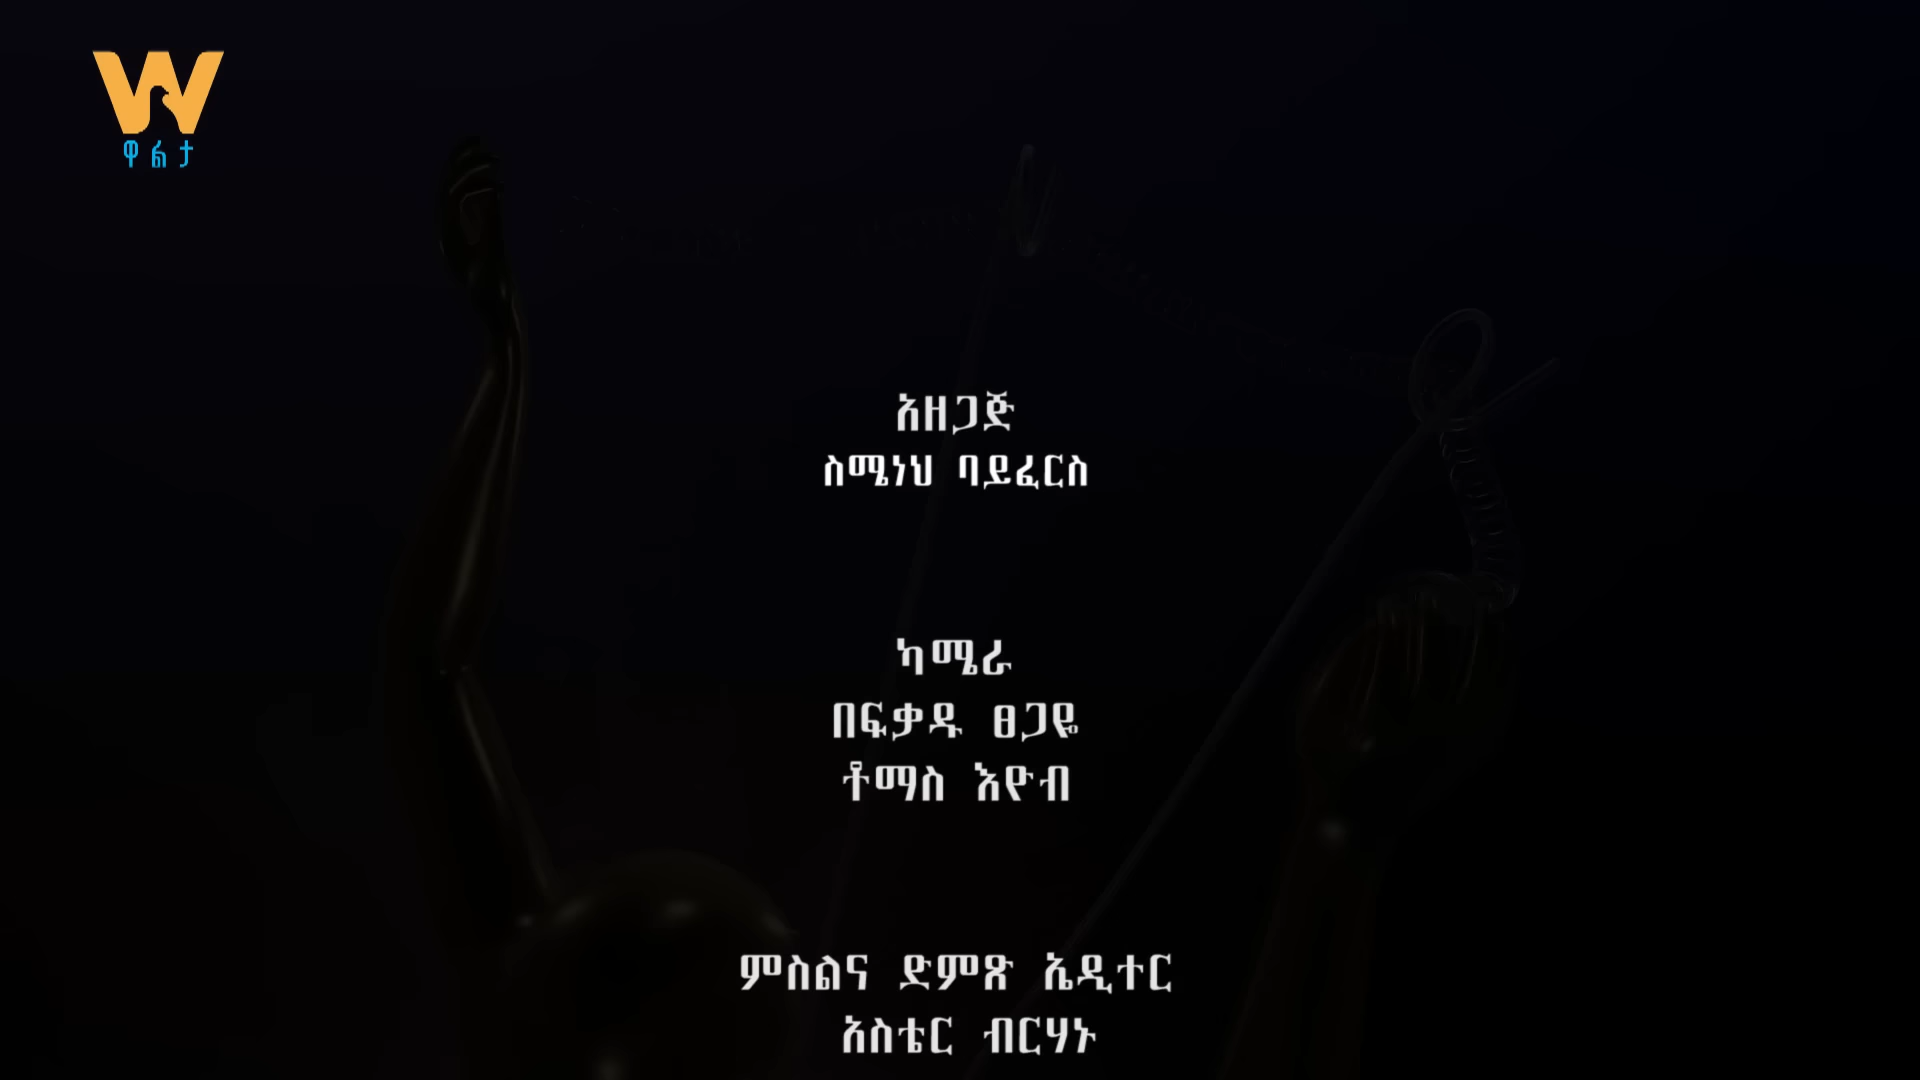 ዋልታ
አዘጋጅ
ስሜነህ ባይፈርስ
ካሜራ
በፍቃዱ ፀጋዬ
ቶማስ እዮብ
ምስልና ድምጽ ኤዲተር
አስቴር ብርሃኑ